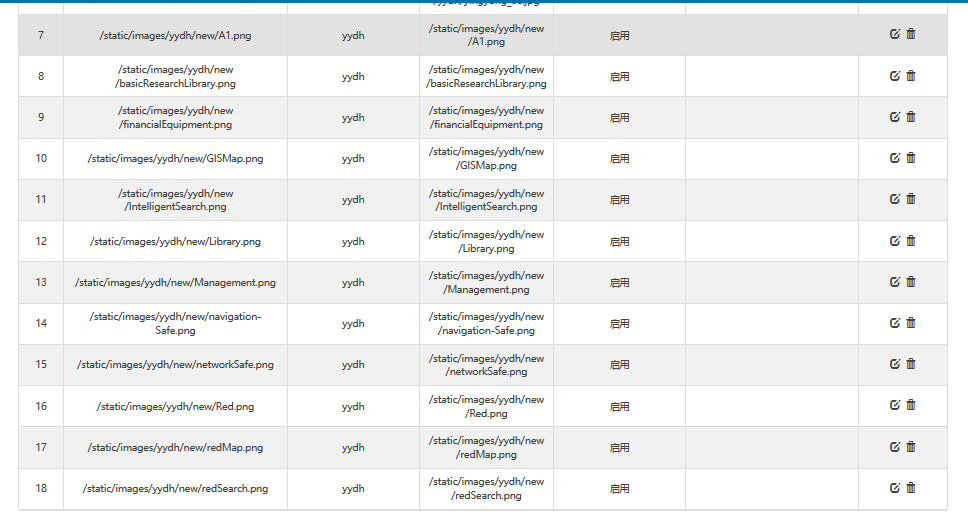 7 /static/images/yydh/new/A1.png yydh /static/images/yydh/new 启用
/A1.png
8 /static/images/yydh/new yydh /static/images/yydh/new 启用
/basicResearchLibrary.png /basicResearchLibrary.png
9 /static/images/yydh/new yydh /static/images/yydh/new 启用
/financialEquipment.png /financialEquipment.png
10 /static/images/yydh/new/GISMap.png yydh /static/images/yydh/new 启用
/GISMap.png
11 /static/images/yydh/new yydh /static/images/yydh/new 启用
/IntelligentSearch.png /IntelligentSearch.png
12 /static/images/yydh/new/Library.png yydh /static/images/yydh/new 启用
/Library.png
13 /static/images/yydh/new/Management.png yydh /static/images/yydh/new 启用
/Management.png
14 /static/images/yydh/new/navigation- yydh /static/images/yydh/new 启用
Safe.png /navigation-Safe.png
15 /static/images/yydh/new/networkSafe.png yydh /static/images/yydh/new 启用
/networkSafe.png
16 /static/images/yydh/new/Red.png yydh /static/images/yydh/new 启用
/Red.png
17 /static/images/yydh/new/redMap.png yydh /static/images/yydh/new 启用
/redMap.png
18 /static/images/yydh/new/redSearch.png yydh /static/images/yydh/new 启用
/redSearch.png